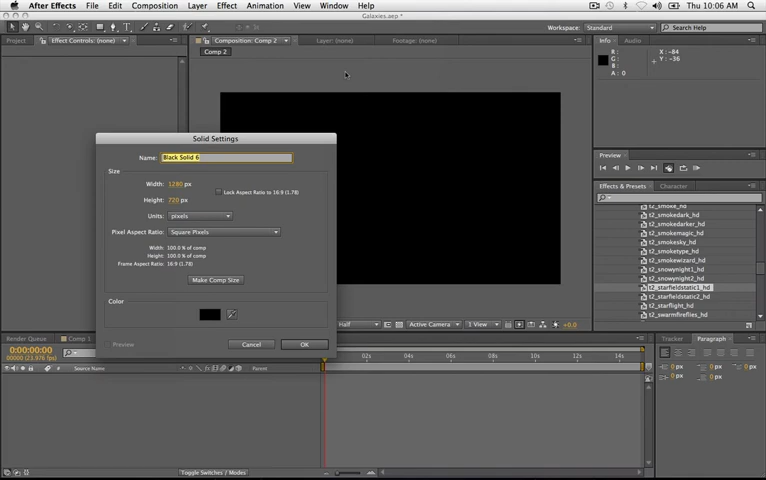 After Effects File Edit Composition Layer Effect Animation View Window Help Thu 10:06 AM
Galaxies.aep *
Workspace: Standard Search Help
Project Effect Controls: (none) Composition: Comp 2 Layer: (none) Footage: (none) Info Audio
Comp 2
R :
G :
B :
A : 0
X : -84
Y : -36
Solid Settings
Name: Black Solid 6
Size
Width: 1280 px
Lock Aspect Ratio to 16:9 (1.78)
Height: 720 px
Units: pixels
Pixel Aspect Ratio: Square Pixels
Width: 100.0 % of comp
Height: 100.0 % of comp
Frame Aspect Ratio: 16:9 (1.78)
Make Comp Size
Color
Preview
Cancel OK
Preview
Effects & Presets Character
t2_smoke_hd
t2_smokedark_hd
t2_smokedarker_hd
t2_smokemagic_hd
t2_smokesky_hd
t2_smoketype_hd
t2_smokewizard_hd
t2_snowynight1_hd
t2_snowynight2_hd
t2_starfieldstatic1_hd
t2_starfieldstatic2_hd
t2_starflight_hd
t2_swarmfireflies_hd
Half Active Camera 1 View +0.0
Render Queue Comp 1
0:00:00:00
00000 (23.976 fps)
02s 04s 06s 08s 10s 12s 14s
# Source Name Parent
Tracker Paragraph
0 px 0 px 0 px
0 px 0 px
Toggle Switches / Modes